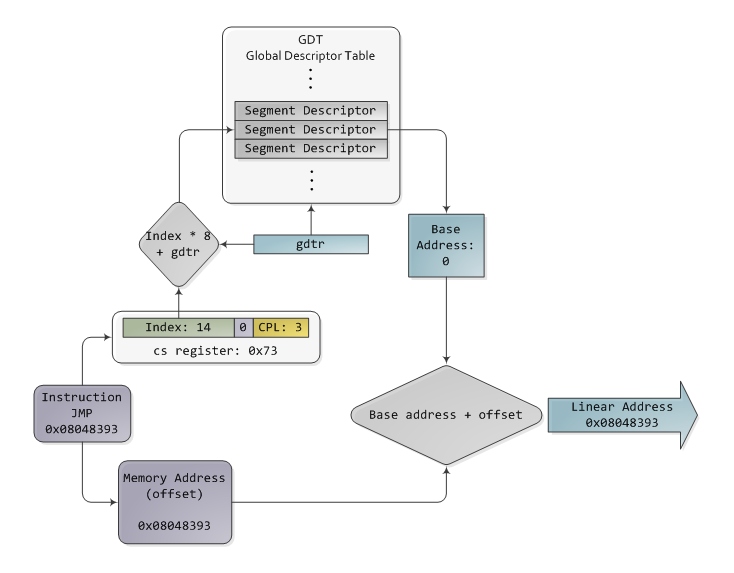 GDT
Global Descriptor Table
Segment Descriptor
Segment Descriptor
Segment Descriptor
Index * 8
+ gdtr
gdtr
Base
Address:
0
Index: 14
0
CPL: 3
cs register: 0x73
Instruction
JMP
0x08048393
Base address + offset
Linear Address
0x08048393
Memory Address
(offset)
0x08048393